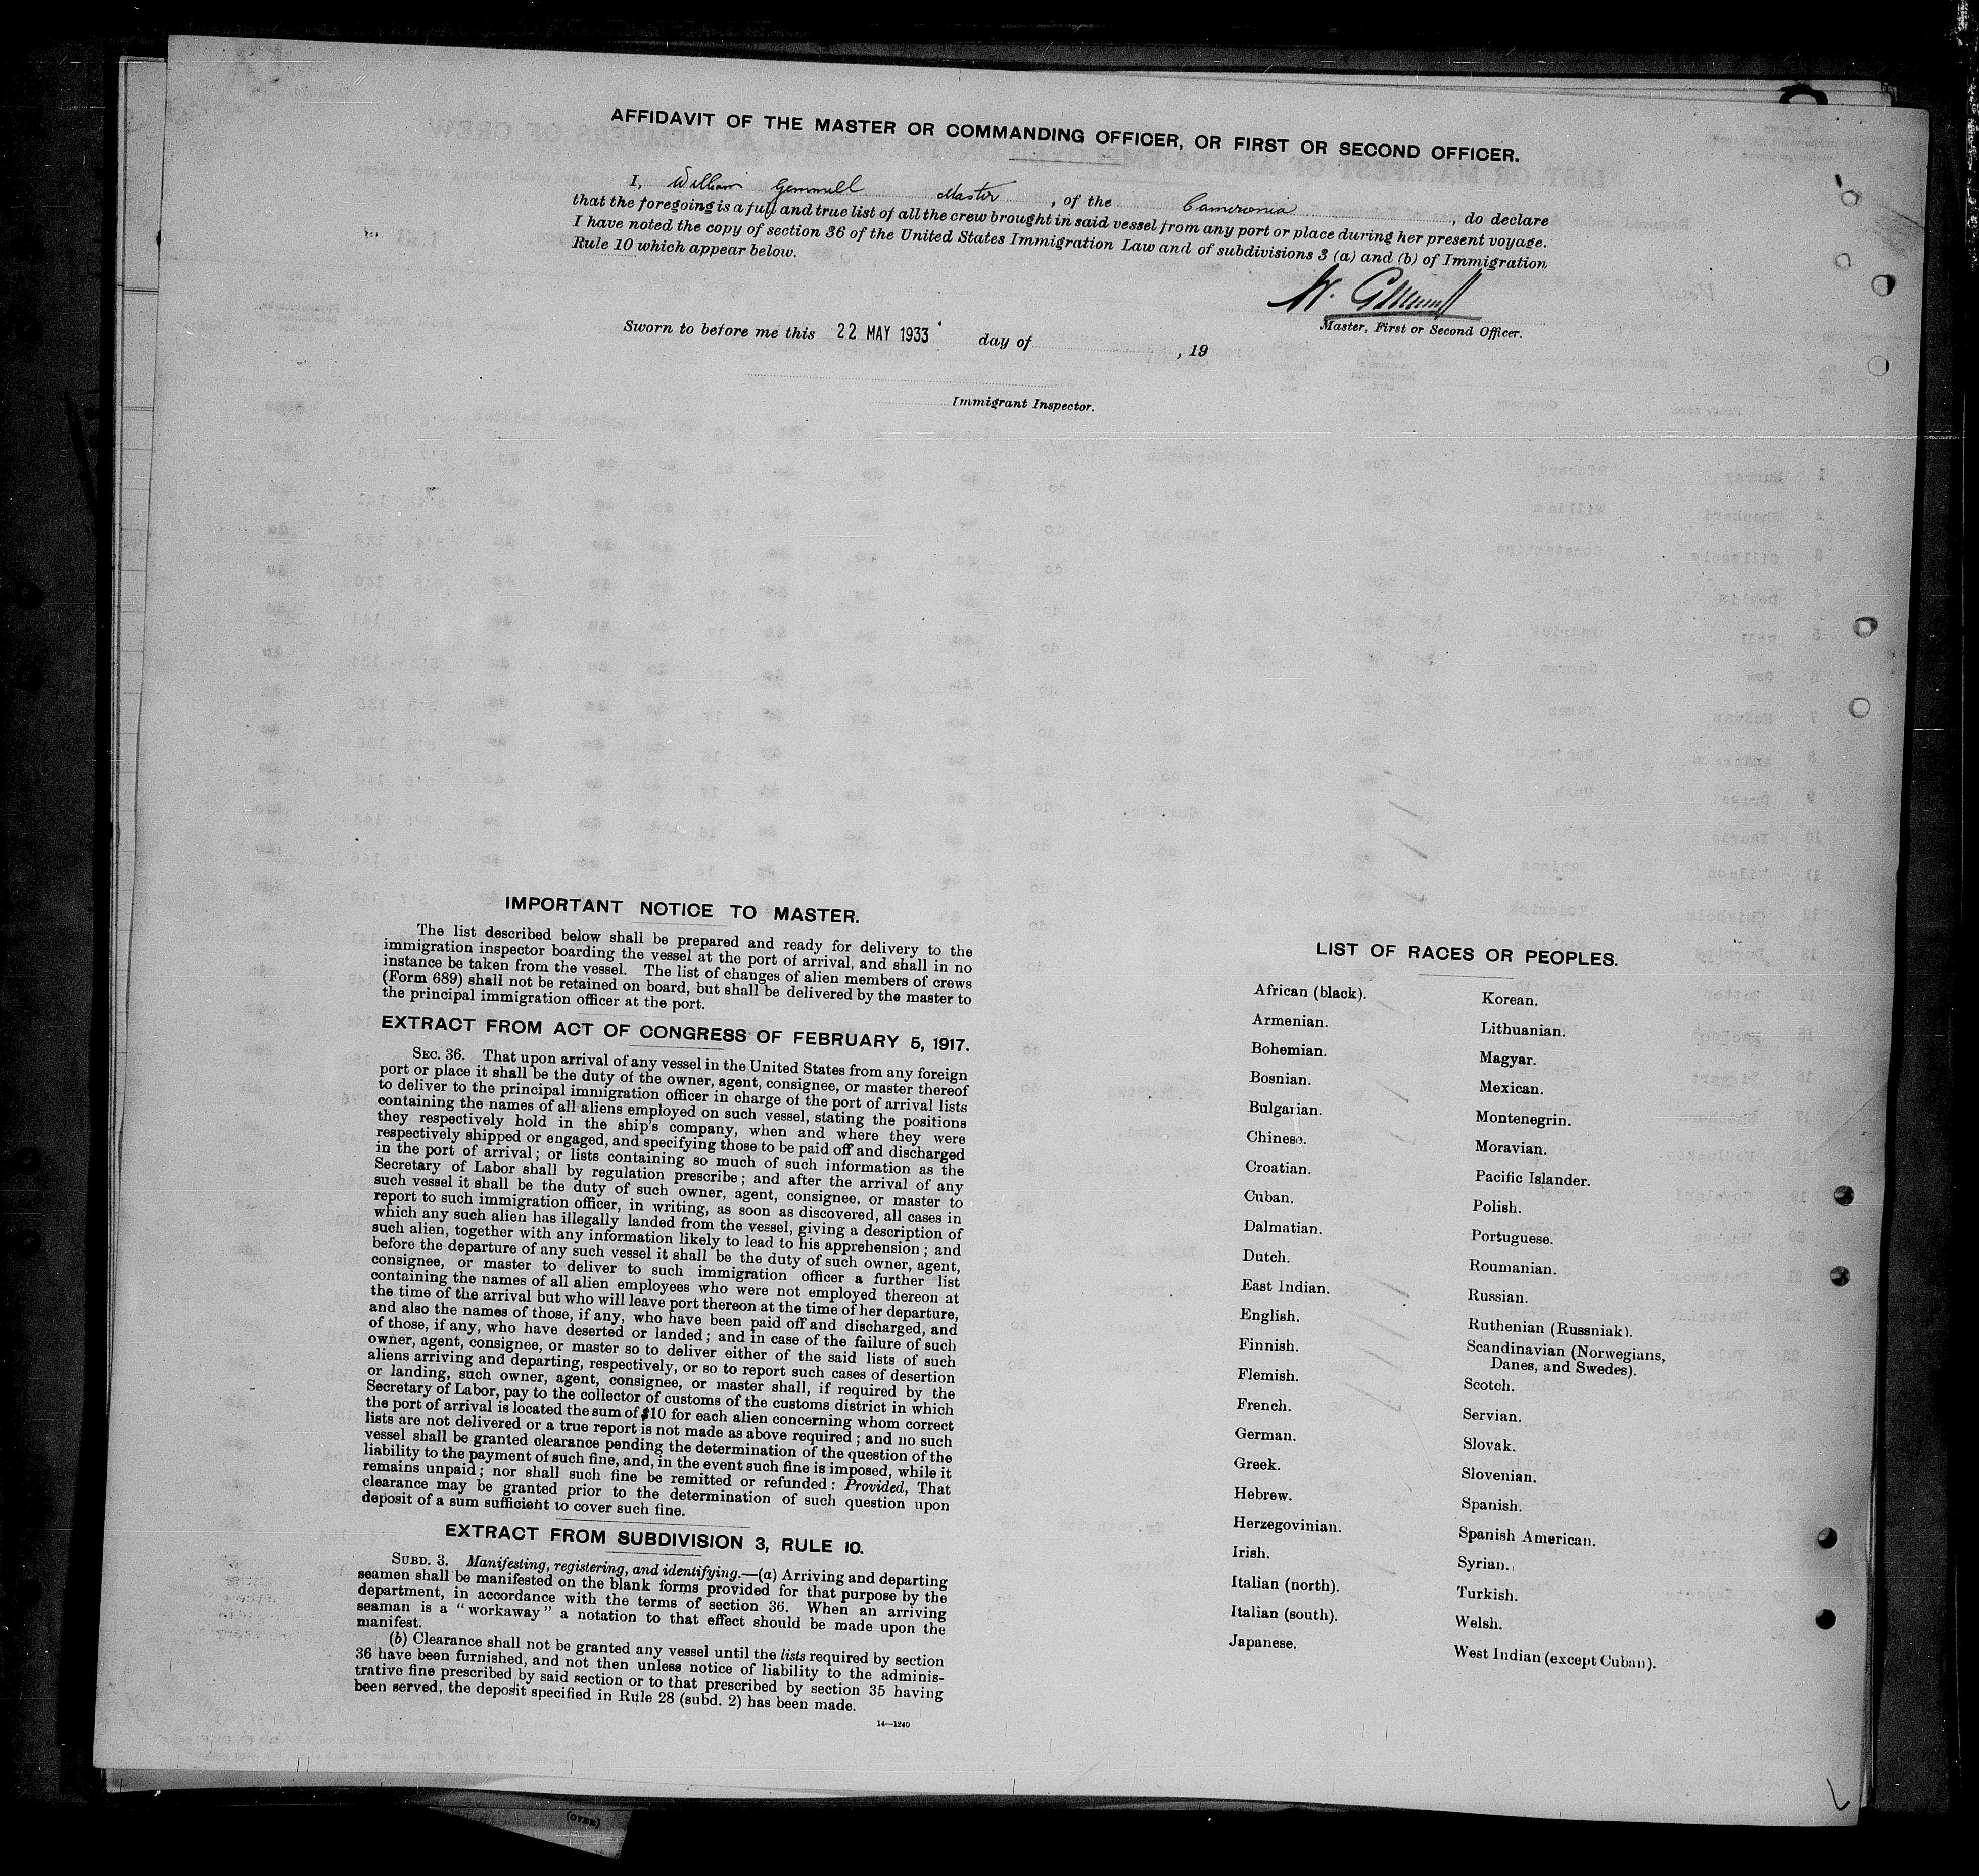 AFFIDAVIT OF THE MASTER OR COMMANDING OFFICER, OR FIRST OR SECOND OFFICER.
I, William Gemmell Master, of the Cameronia, do declare
that the foregoing is a full and true list of all the crew brought in said vessel from any port or place during her present voyage.
I have noted the copy of section 36 of the United States Immigration Law and of subdivisions 3 (a) and (b) of Immigration
Rule 10 which appear below.
W. Gemmell
Master, First or Second Officer.
Sworn to before me this 22 MAY 1933 day of , 19
Immigrant Inspector.
IMPORTANT NOTICE TO MASTER.
The list described below shall be prepared and ready for delivery to the
immigration inspector boarding the vessel at the port of arrival, and shall in no
instance be taken from the vessel. The list of changes of alien members of crews
(Form 689) shall not be retained on board, but shall be delivered by the master to
the principal immigration officer at the port.
EXTRACT FROM ACT OF CONGRESS OF FEBRUARY 5, 1917.
SEC. 36. That upon arrival of any vessel in the United States from any foreign
port or place it shall be the duty of the owner, agent, consignee, or master thereof
to deliver to the principal immigration officer in charge of the port of arrival lists
containing the names of all aliens employed on such vessel, stating the positions
they respectively hold in the ship's company, when and where they were
respectively shipped or engaged, and specifying those to be paid off and discharged
in the port of arrival; or lists containing so much of such information as the
Secretary of Labor shall by regulation prescribe; and after the arrival of any
such vessel it shall be the duty of such owner, agent, consignee, or master to
report to such immigration officer, in writing, as soon as discovered, all cases in
which any such alien has illegally landed from the vessel, giving a description of
such alien, together with any information likely to lead to his apprehension; and
before the departure of any such vessel it shall be the duty of such owner, agent,
consignee, or master to deliver to such immigration officer a further list
containing the names of all alien employees who were not employed thereon at
the time of the arrival but who will leave port thereon at the time of her departure,
and also the names of those, if any, who have been paid off and discharged, and
of those, if any, who have deserted or landed; and in case of the failure of such
owner, agent, consignee, or master so to deliver either of the said lists of such
aliens arriving and departing, respectively, or so to report such cases of desertion
or landing, such owner, agent, consignee, or master shall, if required by the
Secretary of Labor, pay to the collector of customs of the customs district in which
the port of arrival is located the sum of $10 for each alien concerning whom correct
lists are not delivered or a true report is not made as above required; and no such
vessel shall be granted clearance pending the determination of the question of the
liability to the payment of such fine, and, in the event such fine is imposed, while it
remains unpaid; nor shall such fine be remitted or refunded: Provided, That
clearance may be granted prior to the determination of such question upon
deposit of a sum sufficient to cover such fine.
EXTRACT FROM SUBDIVISION 3, RULE 10.
SUBD. 3. Manifesting, registering, and identifying.—(a) Arriving and departing
seamen shall be manifested on the blank forms provided for that purpose by the
department, in accordance with the terms of section 36. When an arriving
seaman is a "workaway" a notation to that effect should be made upon the
manifest.
(b) Clearance shall not be granted any vessel until the lists required by section
36 have been furnished, and not then unless notice of liability to the adminis-
trative fine prescribed by said section or to that prescribed by section 35 having
been served, the deposit specified in Rule 28 (subd. 2) has been made.
14—1240
LIST OF RACES OR PEOPLES.
African (black).
Armenian.
Bohemian.
Bosnian.
Bulgarian.
Chinese.
Croatian.
Cuban.
Dalmatian.
Dutch.
East Indian.
English.
Finnish.
Flemish.
French.
German.
Greek.
Hebrew.
Herzegovinian.
Irish.
Italian (north).
Italian (south).
Japanese.
Korean.
Lithuanian.
Magyar.
Mexican.
Montenegrin.
Moravian.
Pacific Islander.
Polish.
Portuguese.
Roumanian.
Russian.
Ruthenian (Russniak).
Scandinavian (Norwegians,
Danes, and Swedes).
Scotch.
Servian.
Slovak.
Slovenian.
Spanish.
Spanish American.
Syrian.
Turkish.
Welsh.
West Indian (except Cuban).
(OVER)